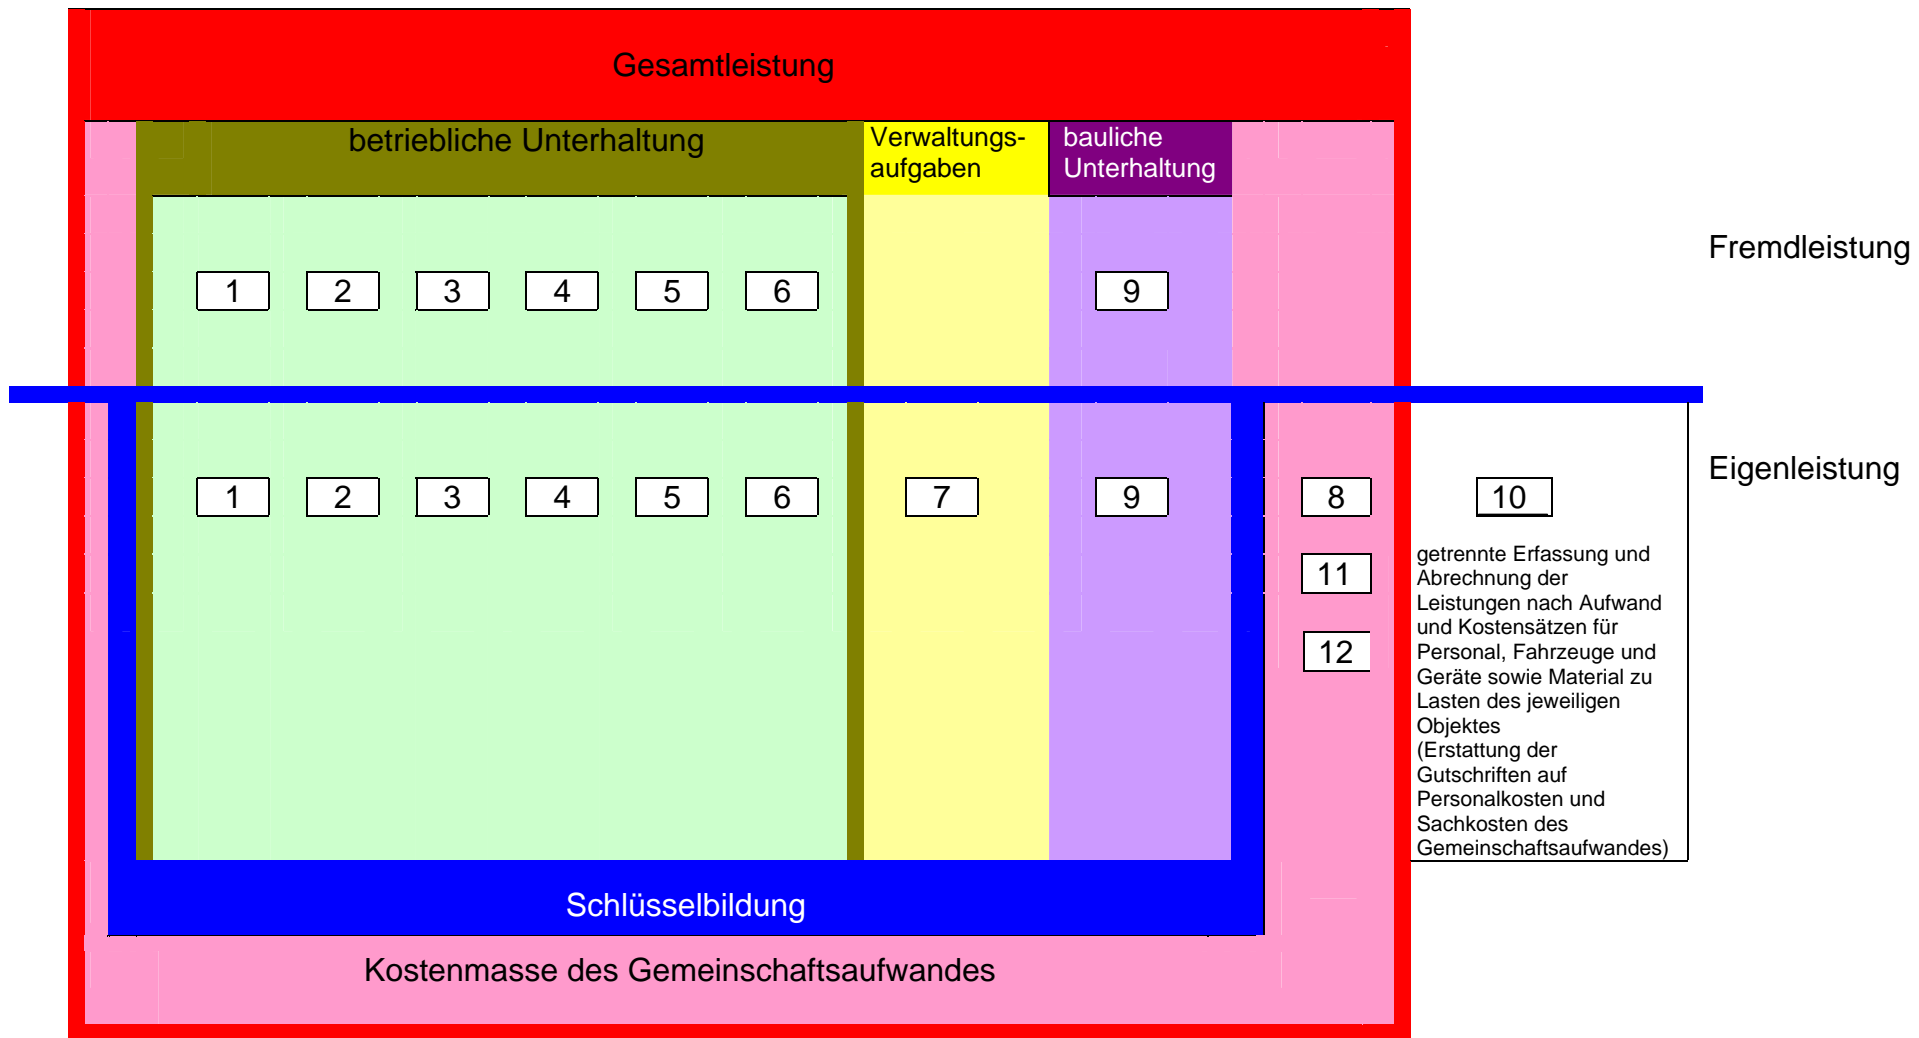 Gesamtleistung
betriebliche Unterhaltung
Verwaltungs-
aufgaben
bauliche
Unterhaltung
Fremdleistung
1 2 3 4 5 6 9
Eigenleistung
1 2 3 4 5 6 7 9 8 10
11
12
getrennte Erfassung und
Abrechnung der
Leistungen nach Aufwand
und Kostensätzen für
Personal, Fahrzeuge und
Geräte sowie Material zu
Lasten des jeweiligen
Objektes
(Erstattung der
Gutschriften auf
Personalkosten und
Sachkosten des
Gemeinschaftsaufwandes)
Schlüsselbildung
Kostenmasse des Gemeinschaftsaufwandes